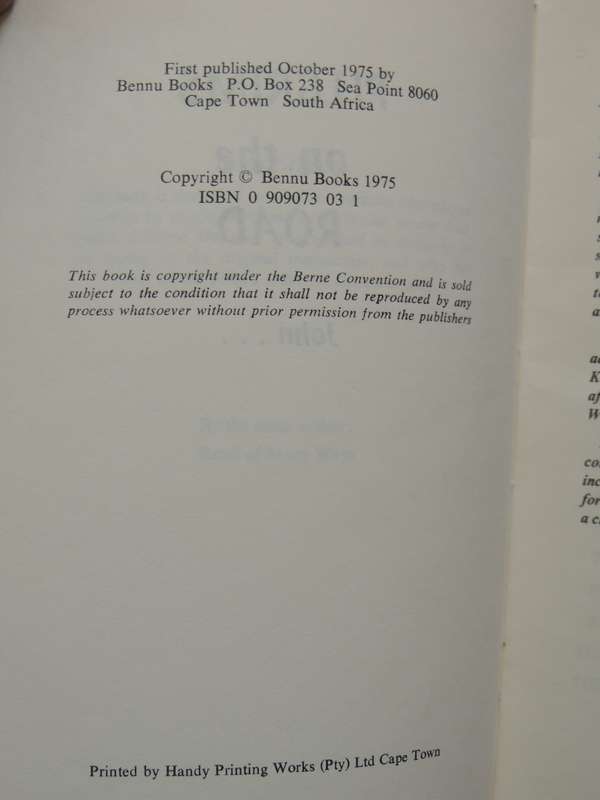 First published October 1975 by
Bennu Books P.O. Box 238 Sea Point 8060
Cape Town South Africa
Copyright © Bennu Books 1975
ISBN 0 909073 03 1
This book is copyright under the Berne Convention and is sold
subject to the condition that it shall not be reproduced by any
process whatsoever without prior permission from the publishers
Printed by Handy Printing Works (Pty) Ltd Cape Town